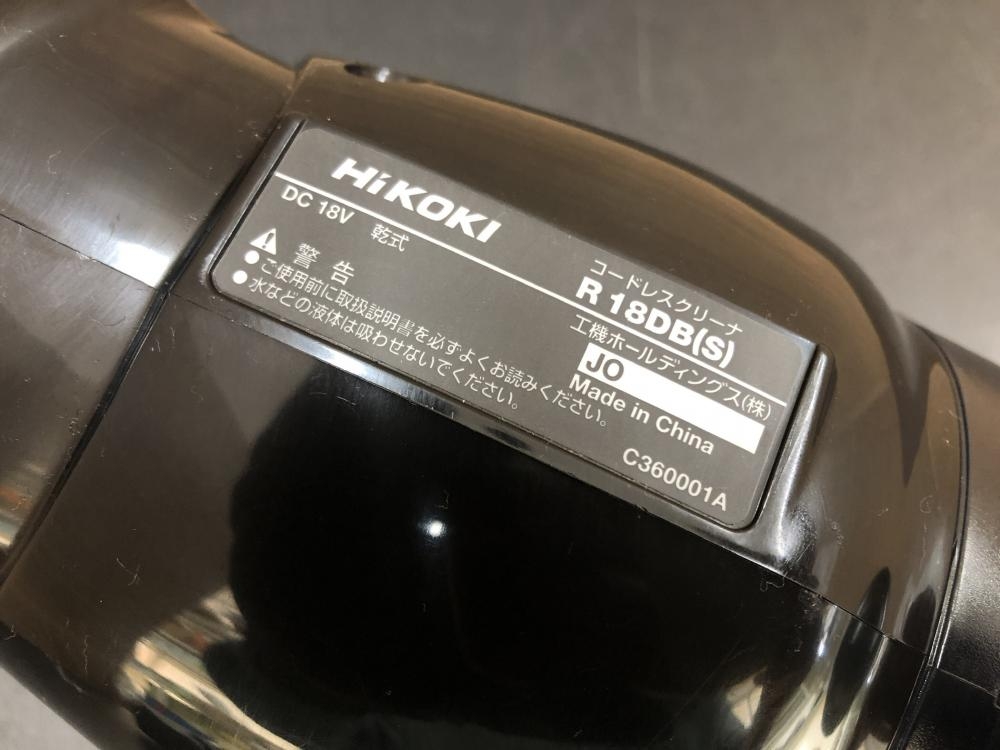 HiKOKI
コードレスクリーナ
DC 18V 乾式
R 18DB(S)
警告
●ご使用前に取扱説明書を必ずよくお読みください。
●水などの液体は吸わせないでください。
工機ホールディングス(株)
JO
Made in China
C360001A